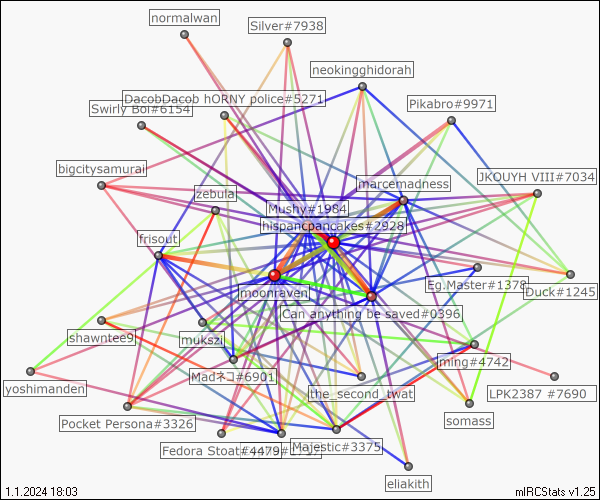 normalwan
Silver#7938
neokingghidorah
DacobDacob hORNY police#5271
Swirly Boi#6154
Pikabro#9971
bigcitysamurai
marcemadness
JKOUYH VIII#7034
zebulal
Mushy#1984
hispancpancakes#2928
frisout
moonraven
Eg.Master#1378
Duck#1245
Can anything be saved#0396
shawntee9
mukszi
ming#4742
Madネコ#6901
yoshimanden
the_second_twat
LPK2387 #7690
Pocket Persona#3326
somass
Fedora Stoat#4479
Majestic#3375
eliakith
1.1.2024 18:03
mIRCStats v1.25